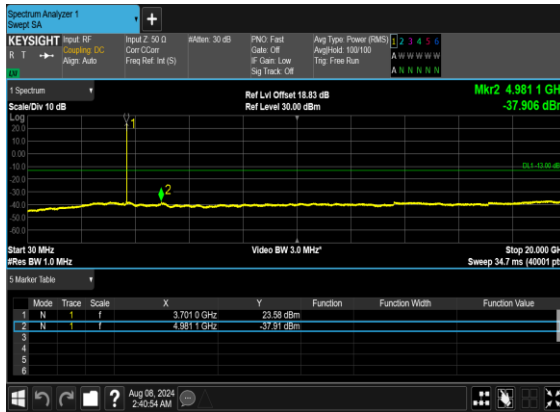 Spectrum Analyzer 1
Swept SA
+
KEYSIGHT Input: RF Input Z: 50 Ω #Atten: 30 dB PNO: Fast Avg Type: Power (RMS) 1 2 3 4 5 6
R T Coupling: DC Corr CCorr Gate: Off Avg|Hold: 100/100 A W W W W W
Align: Auto Freq Ref: Int (S) IF Gain: Low Trig: Free Run
Sig Track: Off A N N N N N
1 Spectrum
Scale/Div 10 dB
Ref Lvl Offset 18.83 dB
Ref Level 30.00 dBm
Mkr2 4.981 1 GH
-37.906 dB
Log
20.0
10.0
0.00
-10.0
-20.0
-30.0
-40.0
-50.0
-60.0
1
2
DL1 -13.00 dB
Start 30 MHz Video BW 3.0 MHz* Stop 20.000 GH
#Res BW 1.0 MHz Sweep 34.7 ms (40001 pt
5 Marker Table
Mode Trace Scale X Y Function Function Width Function Value
1 N 1 f 3.701 0 GHz 23.58 dBm
2 N 1 f 4.981 1 GHz -37.91 dBm
3
4
5
6
? Aug 08, 2024
2:40:54 AM